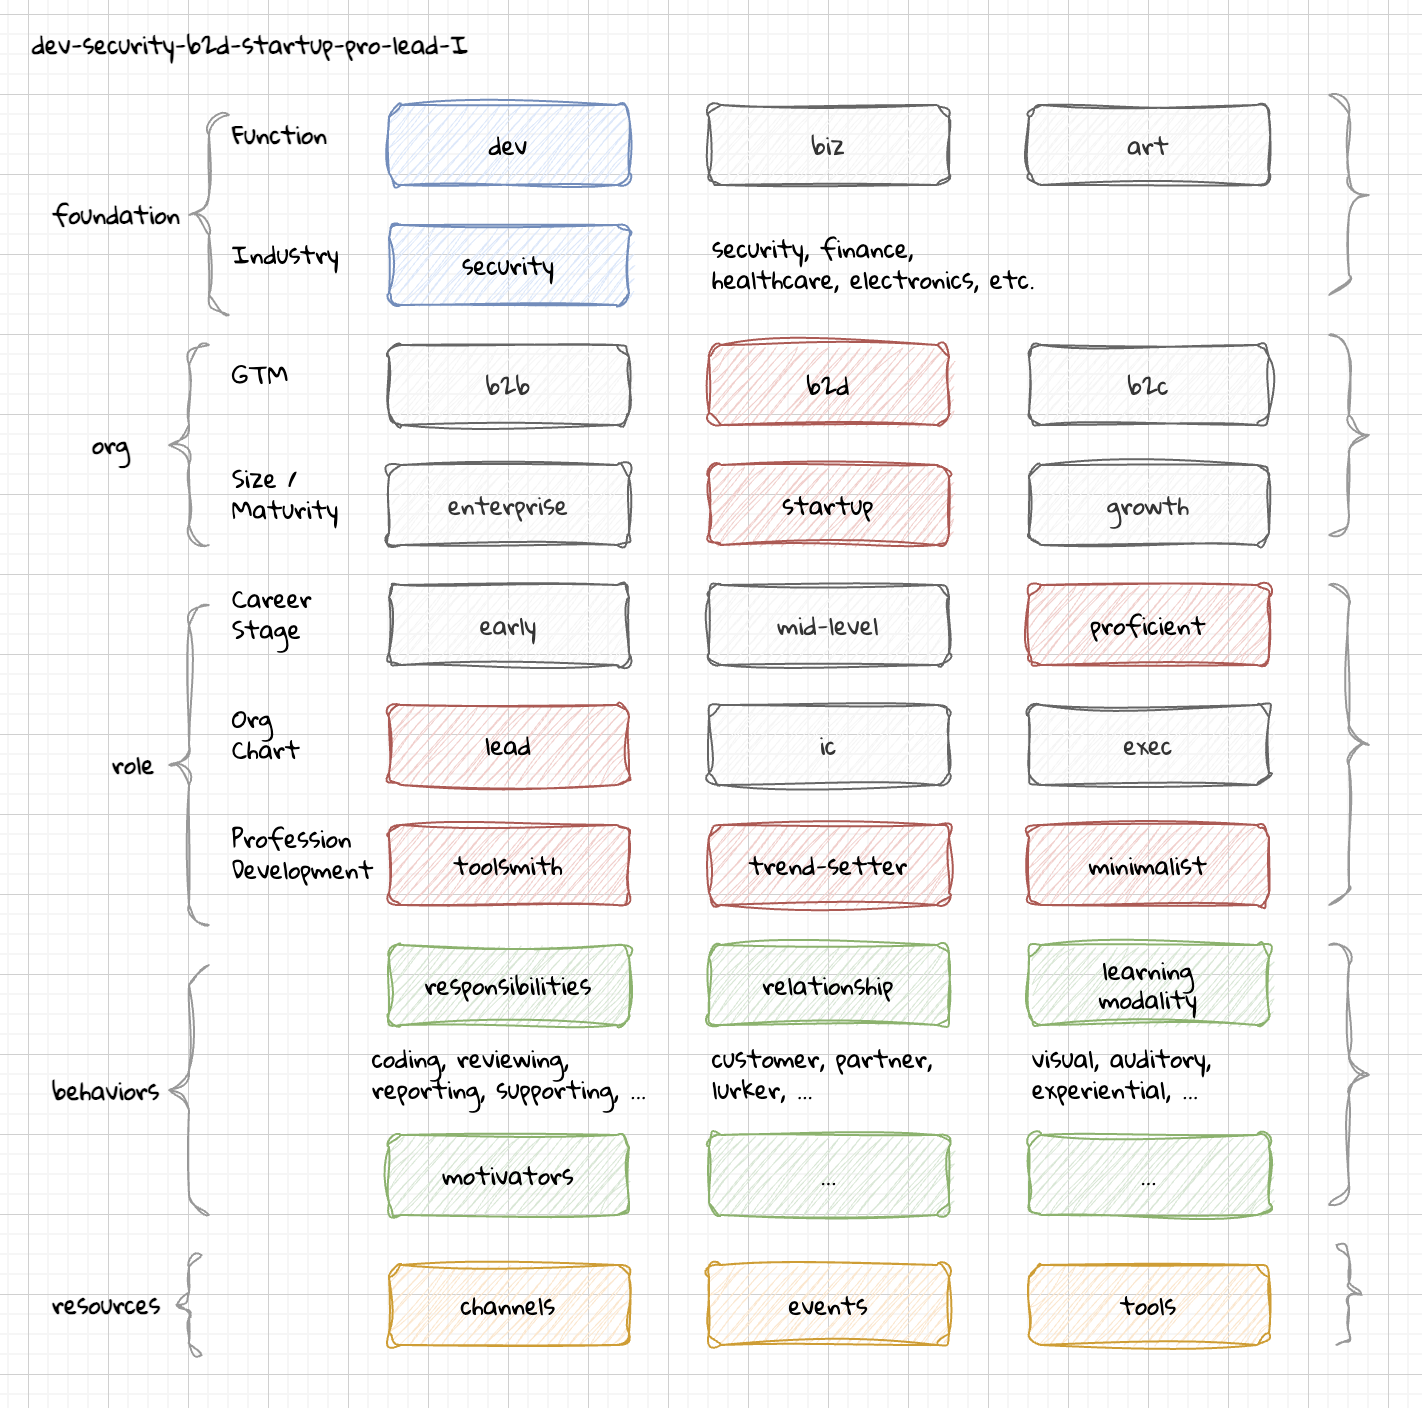 dev-security-b2d-startup-pro-lead-I
foundation
Function
dev
biz
art
Industry
security
security, finance,
healthcare, electronics, etc.
org
GTM
b2b
b2d
b2c
Size /
Maturity
enterprise
startup
growth
role
Career
Stage
early
mid-level
proficient
Org
Chart
lead
ic
exec
Profession
Development
toolsmith
trend-setter
minimalist
behaviors
responsibilities
relationship
learning
modality
coding, reviewing,
reporting, supporting, ...
customer, partner,
lurker, ...
visual, auditory,
experiential, ...
motivators
...
...
resources
channels
events
tools